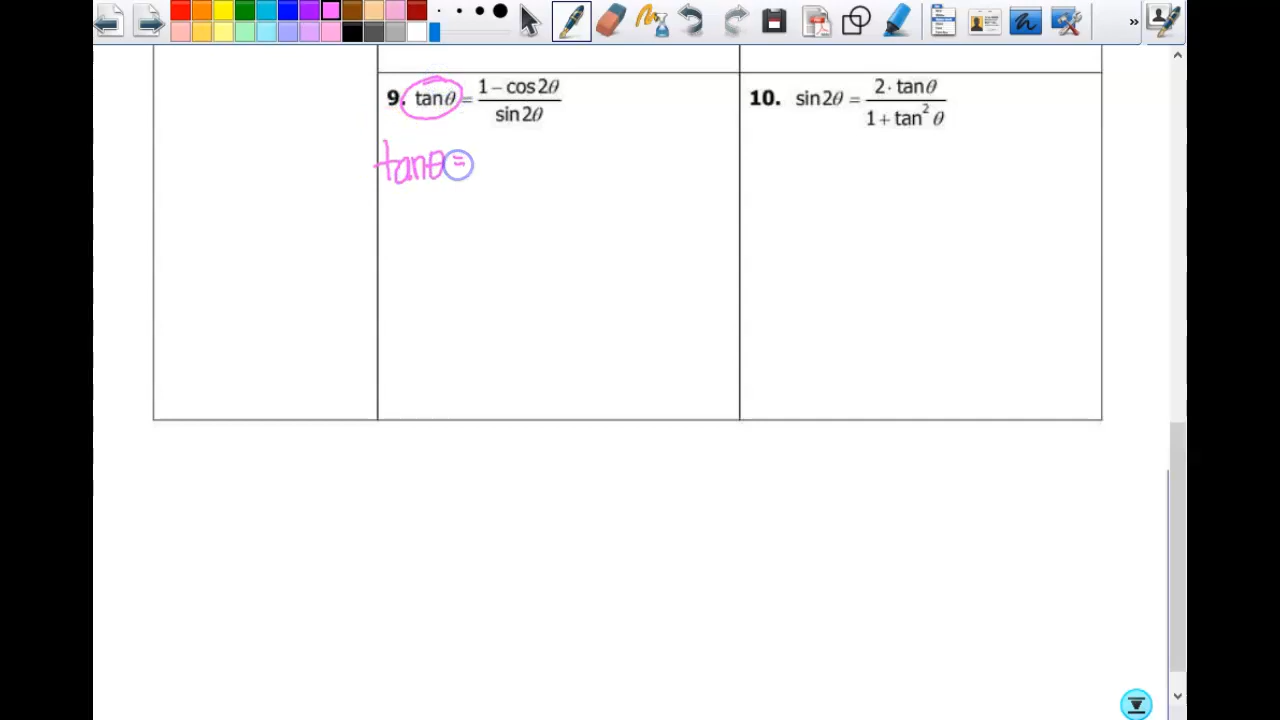 9. tanθ = (1 − cos2θ)/(sin2θ)
tanθ =
10. sin2θ = (2 · tanθ)/(1 + tan² θ)